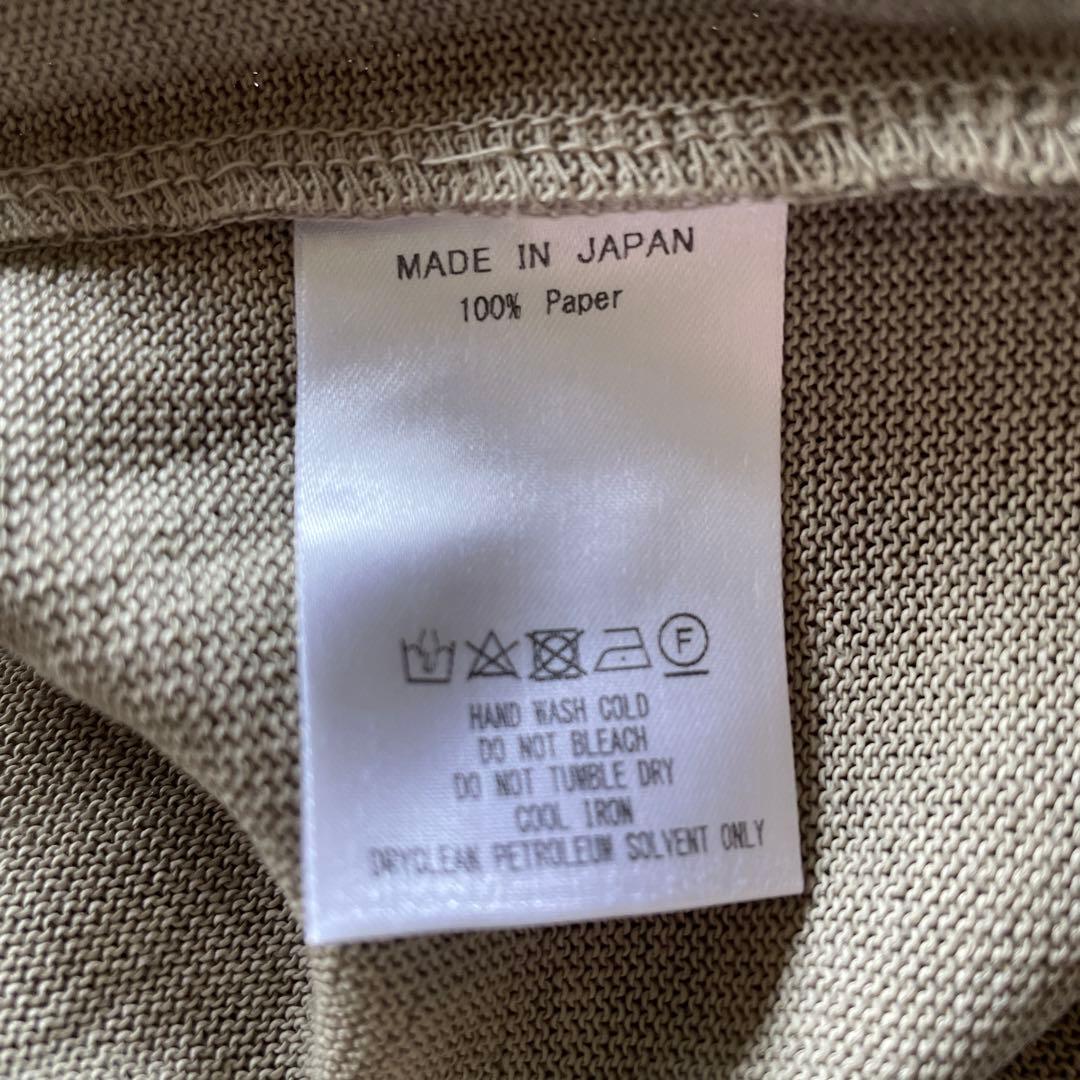 MADE IN JAPAN
100% Paper
F
HAND WASH COLD
DO NOT BLEACH
DO NOT TUMBLE DRY
COOL IRON
DRYCLEAN PETROLEUM SOLVENT ONLY